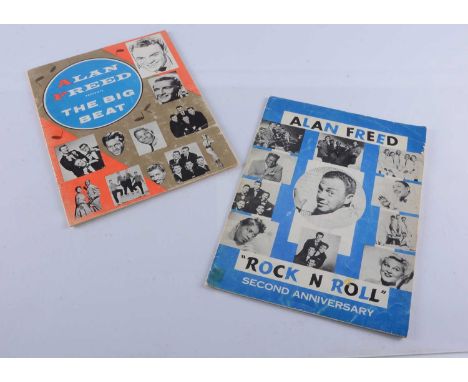 ALAN
FREED
PRESENTS
THE BIG
BEAT
ALAN FREED
"ROCK N ROLL"
SECOND ANNIVERSARY